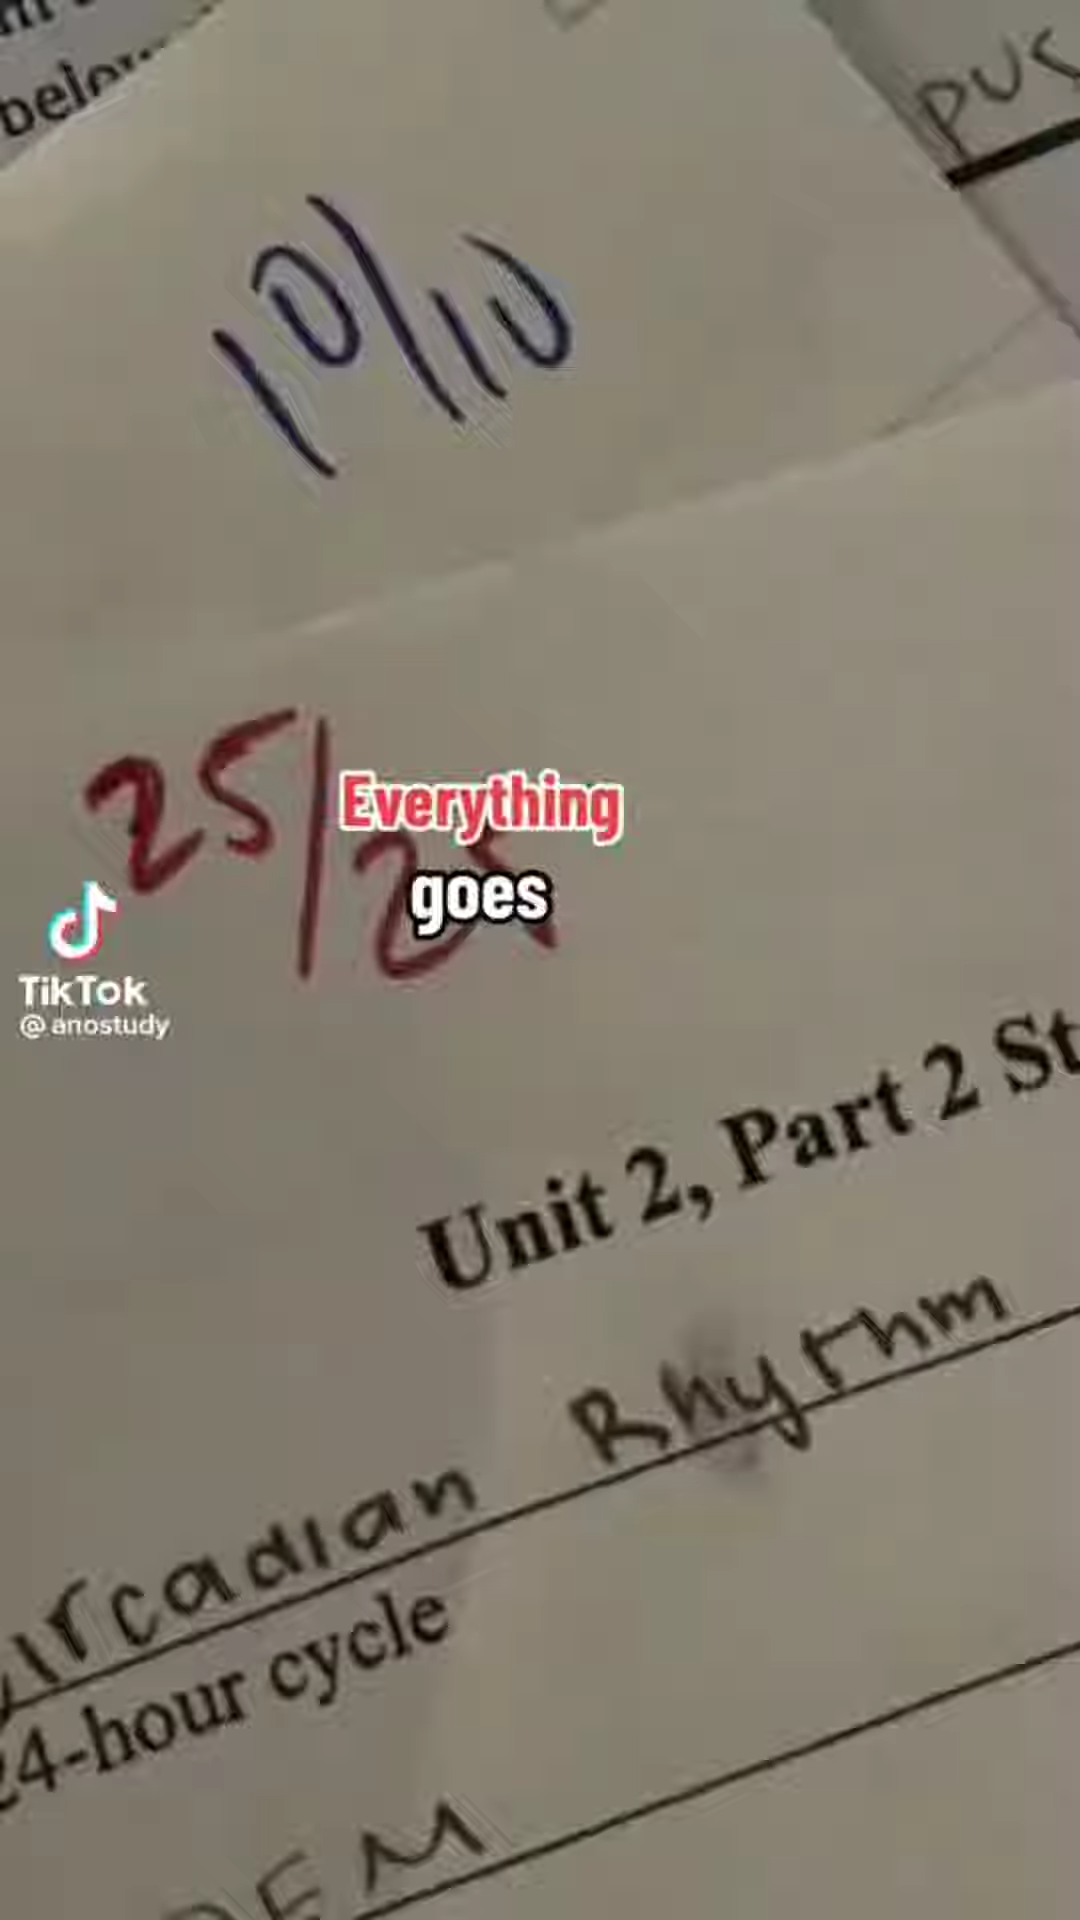 below
PUS
10/10
25/25
Everything
goes
TikTok
@anostudy
Unit 2, Part 2 St
ircadian Rhythm
24-hour cycle
REM